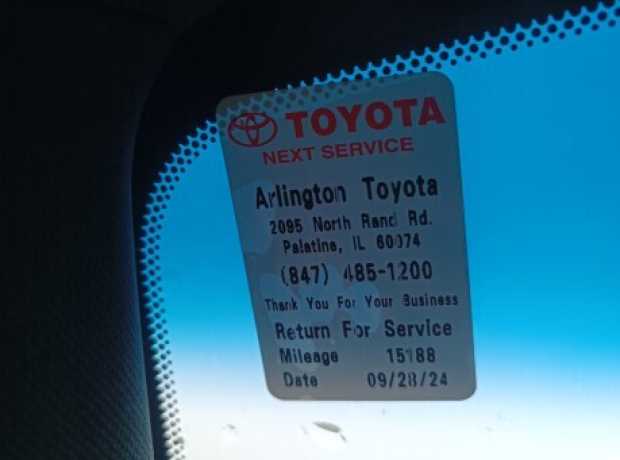 TOYOTA
NEXT SERVICE
Arlington Toyota
2095 North Rand Rd.
Palatine, IL 60074
(847) 485-1200
Thank You For Your Business
Return For Service
Mileage 15188
Date 09/28/24